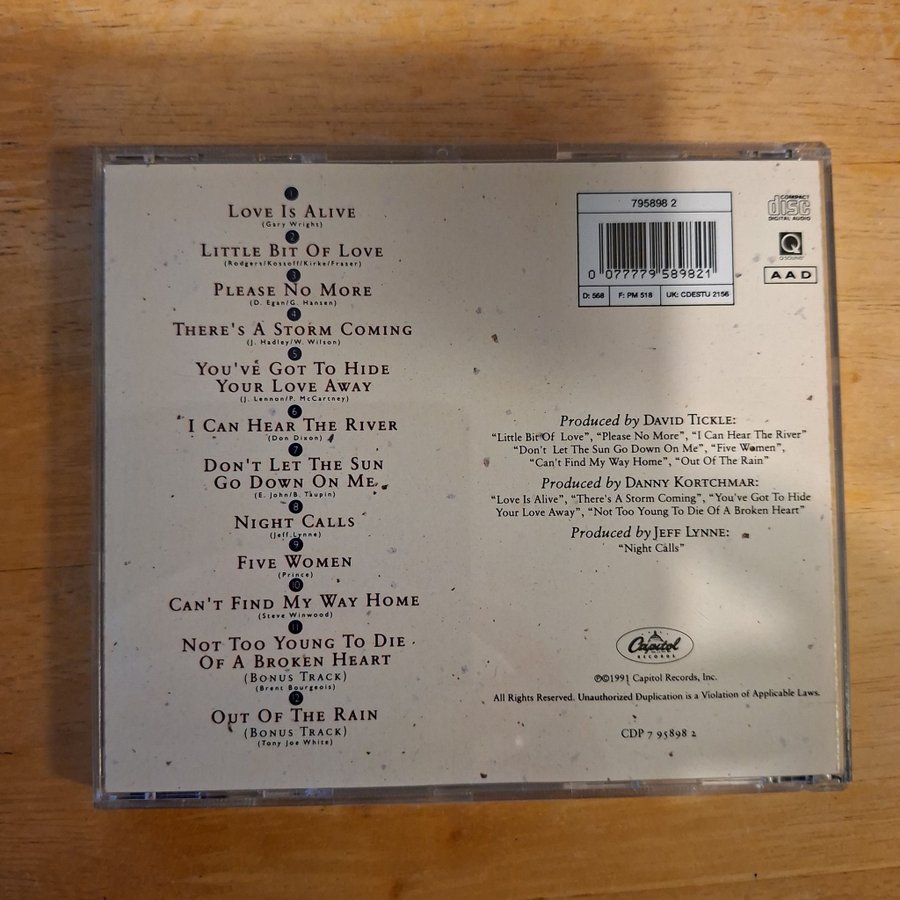 1
LOVE IS ALIVE
(Gary Wright)
2
LITTLE BIT OF LOVE
(Rodgers/Kossoff/Kirke/Fraser)
3
PLEASE NO MORE
(D. Egan/G. Hansen)
4
THERE'S A STORM COMING
(J. Hadley/W. Wilson)
5
YOU'VE GOT TO HIDE
YOUR LOVE AWAY
(J. Lennon/P. McCartney)
6
I CAN HEAR THE RIVER
(Don Dixon)
7
DON'T LET THE SUN
GO DOWN ON ME
(E. John/B. Taupin)
8
NIGHT CALLS
(Jeff Lynne)
9
FIVE WOMEN
(Prince)
10
CAN'T FIND MY WAY HOME
(Steve Winwood)
11
NOT TOO YOUNG TO DIE
OF A BROKEN HEART
(BONUS TRACK)
(Brent Bourgeois)
12
OUT OF THE RAIN
(BONUS TRACK)
(Tony Joe White)
795898 2
0 077779 589821
D: 568 F: PM 518 UK: CDESTU 2156
COMPACT
disc
DIGITAL AUDIO
Q
QSOUND
AAD
Produced by DAVID TICKLE:
"Little Bit Of Love", "Please No More", "I Can Hear The River"
"Don't Let The Sun Go Down On Me", "Five Women",
"Can't Find My Way Home", "Out Of The Rain"
Produced by DANNY KORTCHMAR:
"Love Is Alive", "There's A Storm Coming", "You've Got To Hide
Your Love Away", "Not Too Young To Die Of A Broken Heart"
Produced by JEFF LYNNE:
"Night Calls"
Capitol
RECORDS
℗©1991 Capitol Records, Inc.
All Rights Reserved. Unauthorized Duplication is a Violation of Applicable Laws.
CDP 7 95898 2